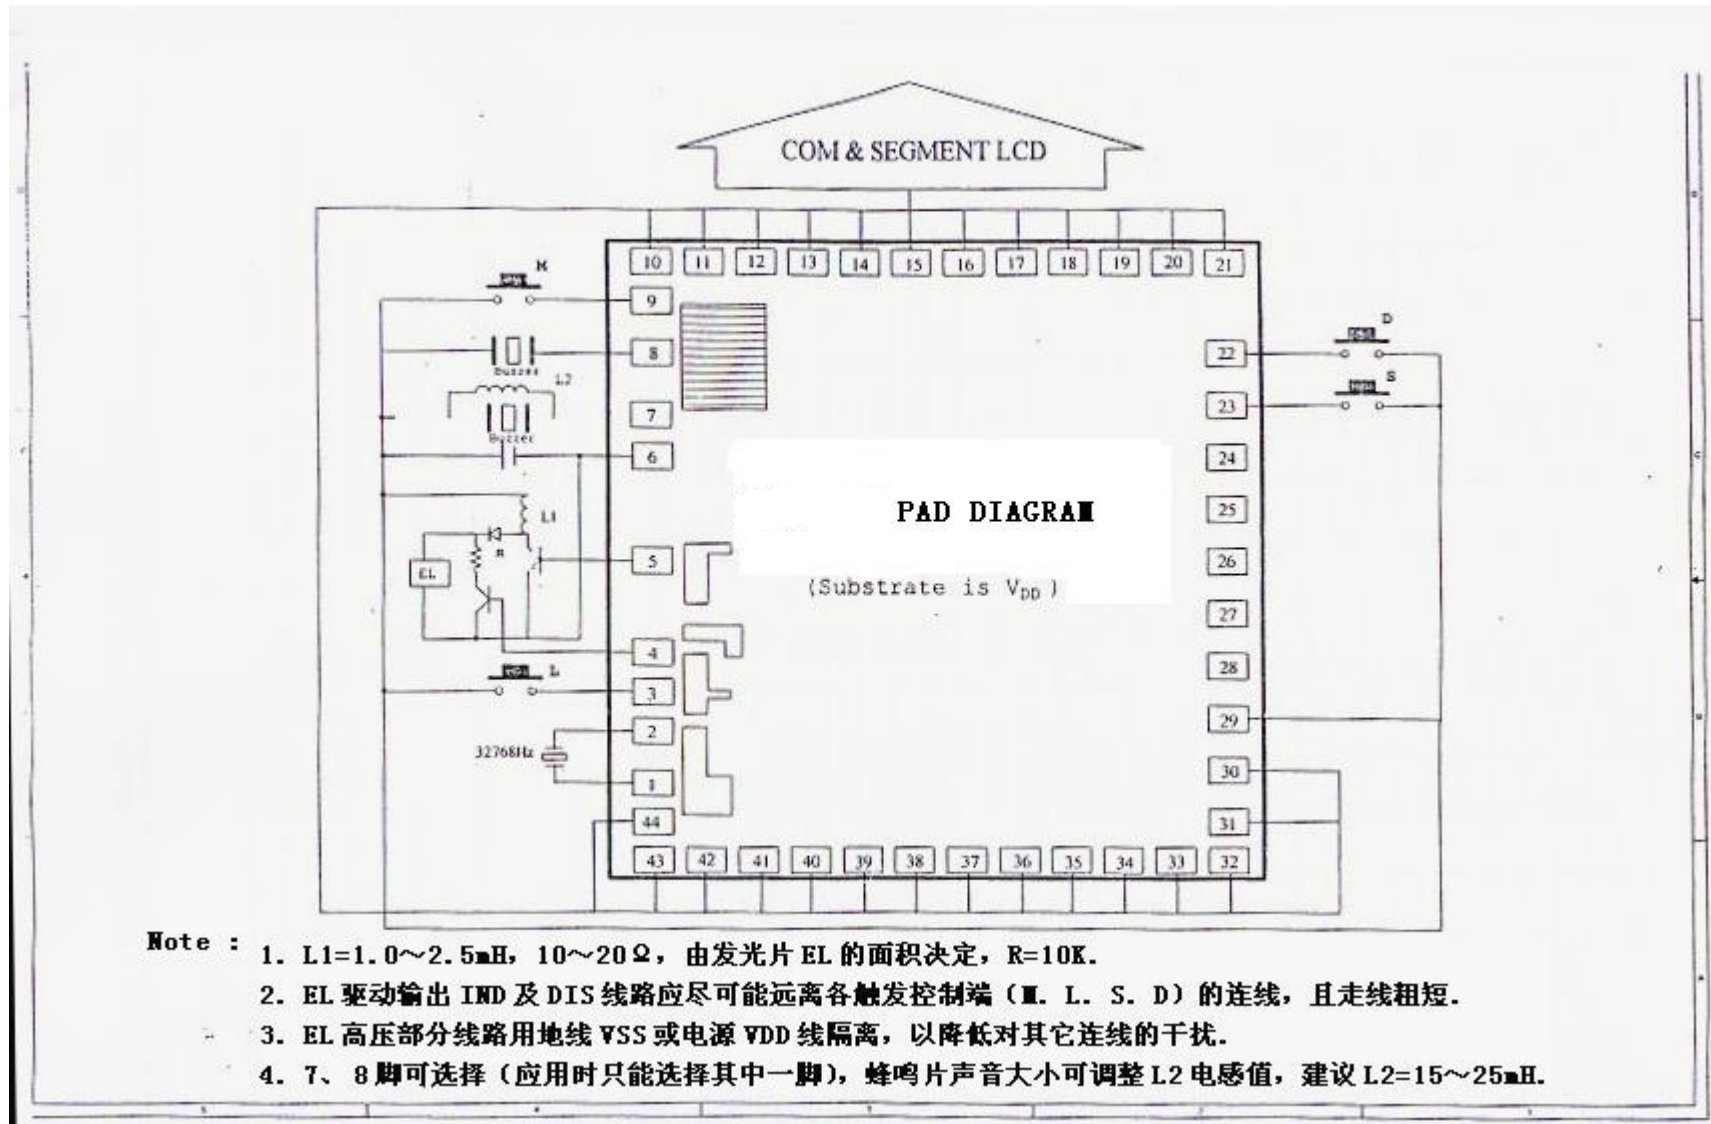 COM & SEGMENT LCD
10 11 12 13 14 15 16 17 18 19 20 21
M
9
D
8
22
Buzzer
L2
S
7
23
Buzzer
6
24
PAD DIAGRAM
L1
25
R
5
26
EL
(Substrate is VDD)
27
4
28
L
3
29
2
32768Hz
30
1
44
31
43 42 41 40 39 38 37 36 35 34 33 32
Note :
1. L1=1.0~2.5mH, 10~20Ω, 由发光片 EL 的面积决定, R=10K.
2. EL 驱动输出 IND 及 DIS 线路应尽可能远离各触发控制端 (M. L. S. D) 的连线, 且走线粗短.
3. EL 高压部分线路用地线 VSS 或电源 VDD 线隔离, 以降低对其它连线的干扰.
4. 7、8 脚可选择 (应用时只能选择其中一脚), 蜂鸣片声音大小可调整 L2 电感值, 建议 L2=15~25mH.